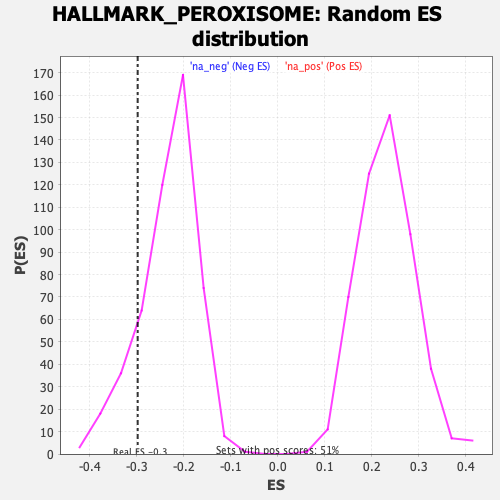 HALLMARK_PEROXISOME: Random ES
distribution
'na_neg' (Neg ES) 'na_pos' (Pos ES)
170
160
150
140
130
120
110
100
90
80
70
60
50
40
30
20
10
0
P(ES)
Real ES -0.3
Sets with pos scores: 51%
-0.4 -0.3 -0.2 -0.1 0.0 0.1 0.2 0.3 0.4
ES